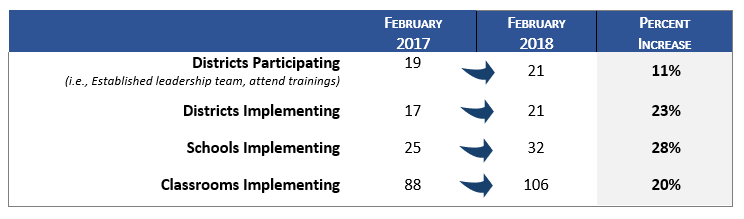 FEBRUARY 2017 FEBRUARY 2018 PERCENT INCREASE
Districts Participating 19 21 11%
(i.e., Established leadership team, attend trainings)
Districts Implementing 17 21 23%
Schools Implementing 25 32 28%
Classrooms Implementing 88 106 20%